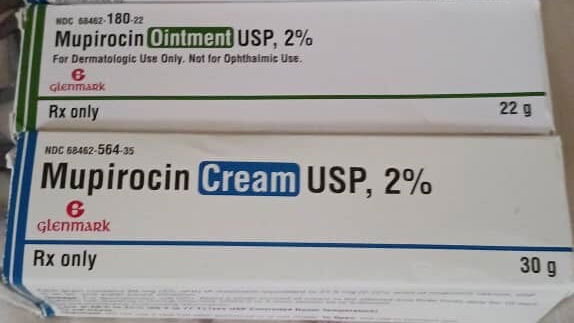 NDC 68462-180-22
Mupirocin Ointment USP, 2%
For Dermatologic Use Only. Not for Ophthalmic Use.
G
glenmark
Rx only
22 g
NDC 68462-564-35
Mupirocin Cream USP, 2%
G
glenmark
Rx only
30 g